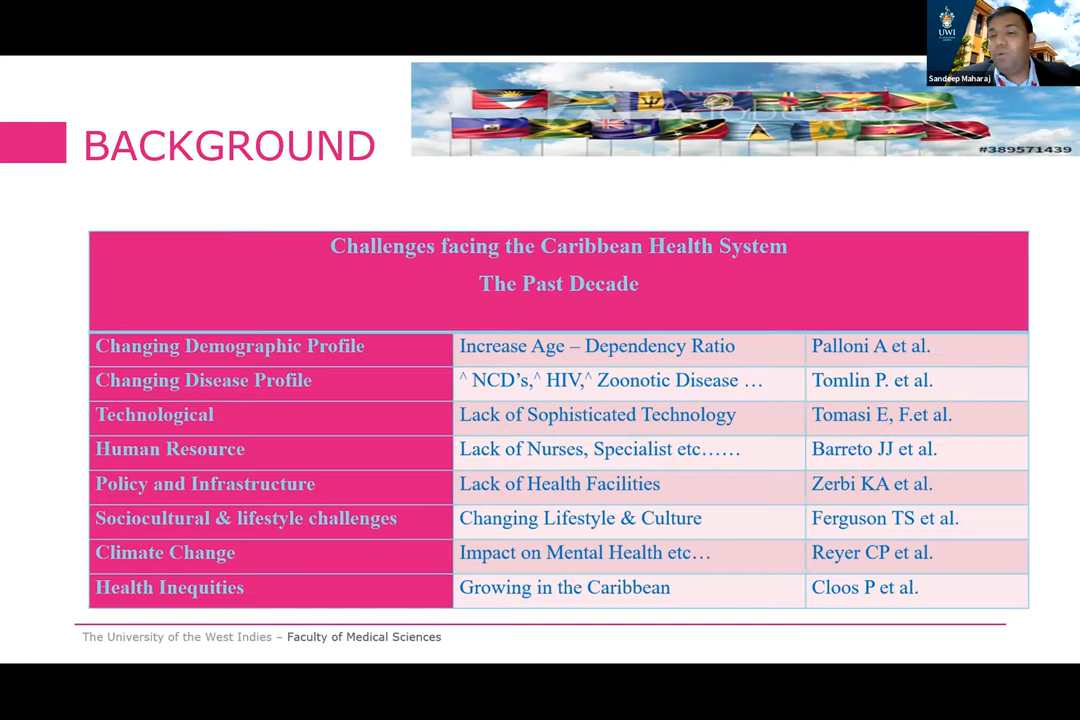 UWI
Sandeep Maharaj
#389571439
BACKGROUND
Challenges facing the Caribbean Health System
The Past Decade
Changing Demographic Profile Increase Age – Dependency Ratio Palloni A et al.
Changing Disease Profile ^ NCD's,^ HIV,^ Zoonotic Disease … Tomlin P. et al.
Technological Lack of Sophisticated Technology Tomasi E, F.et al.
Human Resource Lack of Nurses, Specialist etc…… Barreto JJ et al.
Policy and Infrastructure Lack of Health Facilities Zerbi KA et al.
Sociocultural & lifestyle challenges Changing Lifestyle & Culture Ferguson TS et al.
Climate Change Impact on Mental Health etc… Reyer CP et al.
Health Inequities Growing in the Caribbean Cloos P et al.
The University of the West Indies – Faculty of Medical Sciences